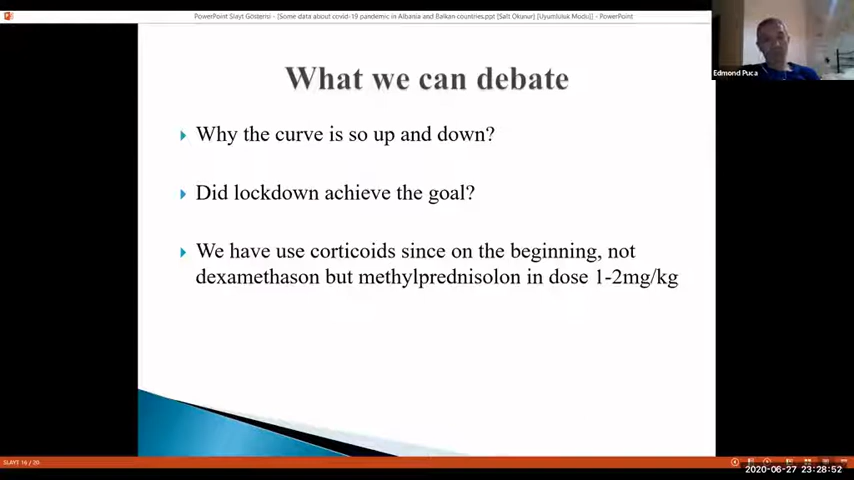 PowerPoint Slayt Gösterisi - [Some data about covid-19 pandemic in Albania and Balkan countries.ppt [Salt Okunur] [Uyumluluk Modu]] - PowerPoint
Edmond Puca
What we can debate
Why the curve is so up and down?
Did lockdown achieve the goal?
We have use corticoids since on the beginning, not
dexamethason but methylprednisolon in dose 1-2mg/kg
SLAYT 16 / 20
2020-06-27 23:28:52